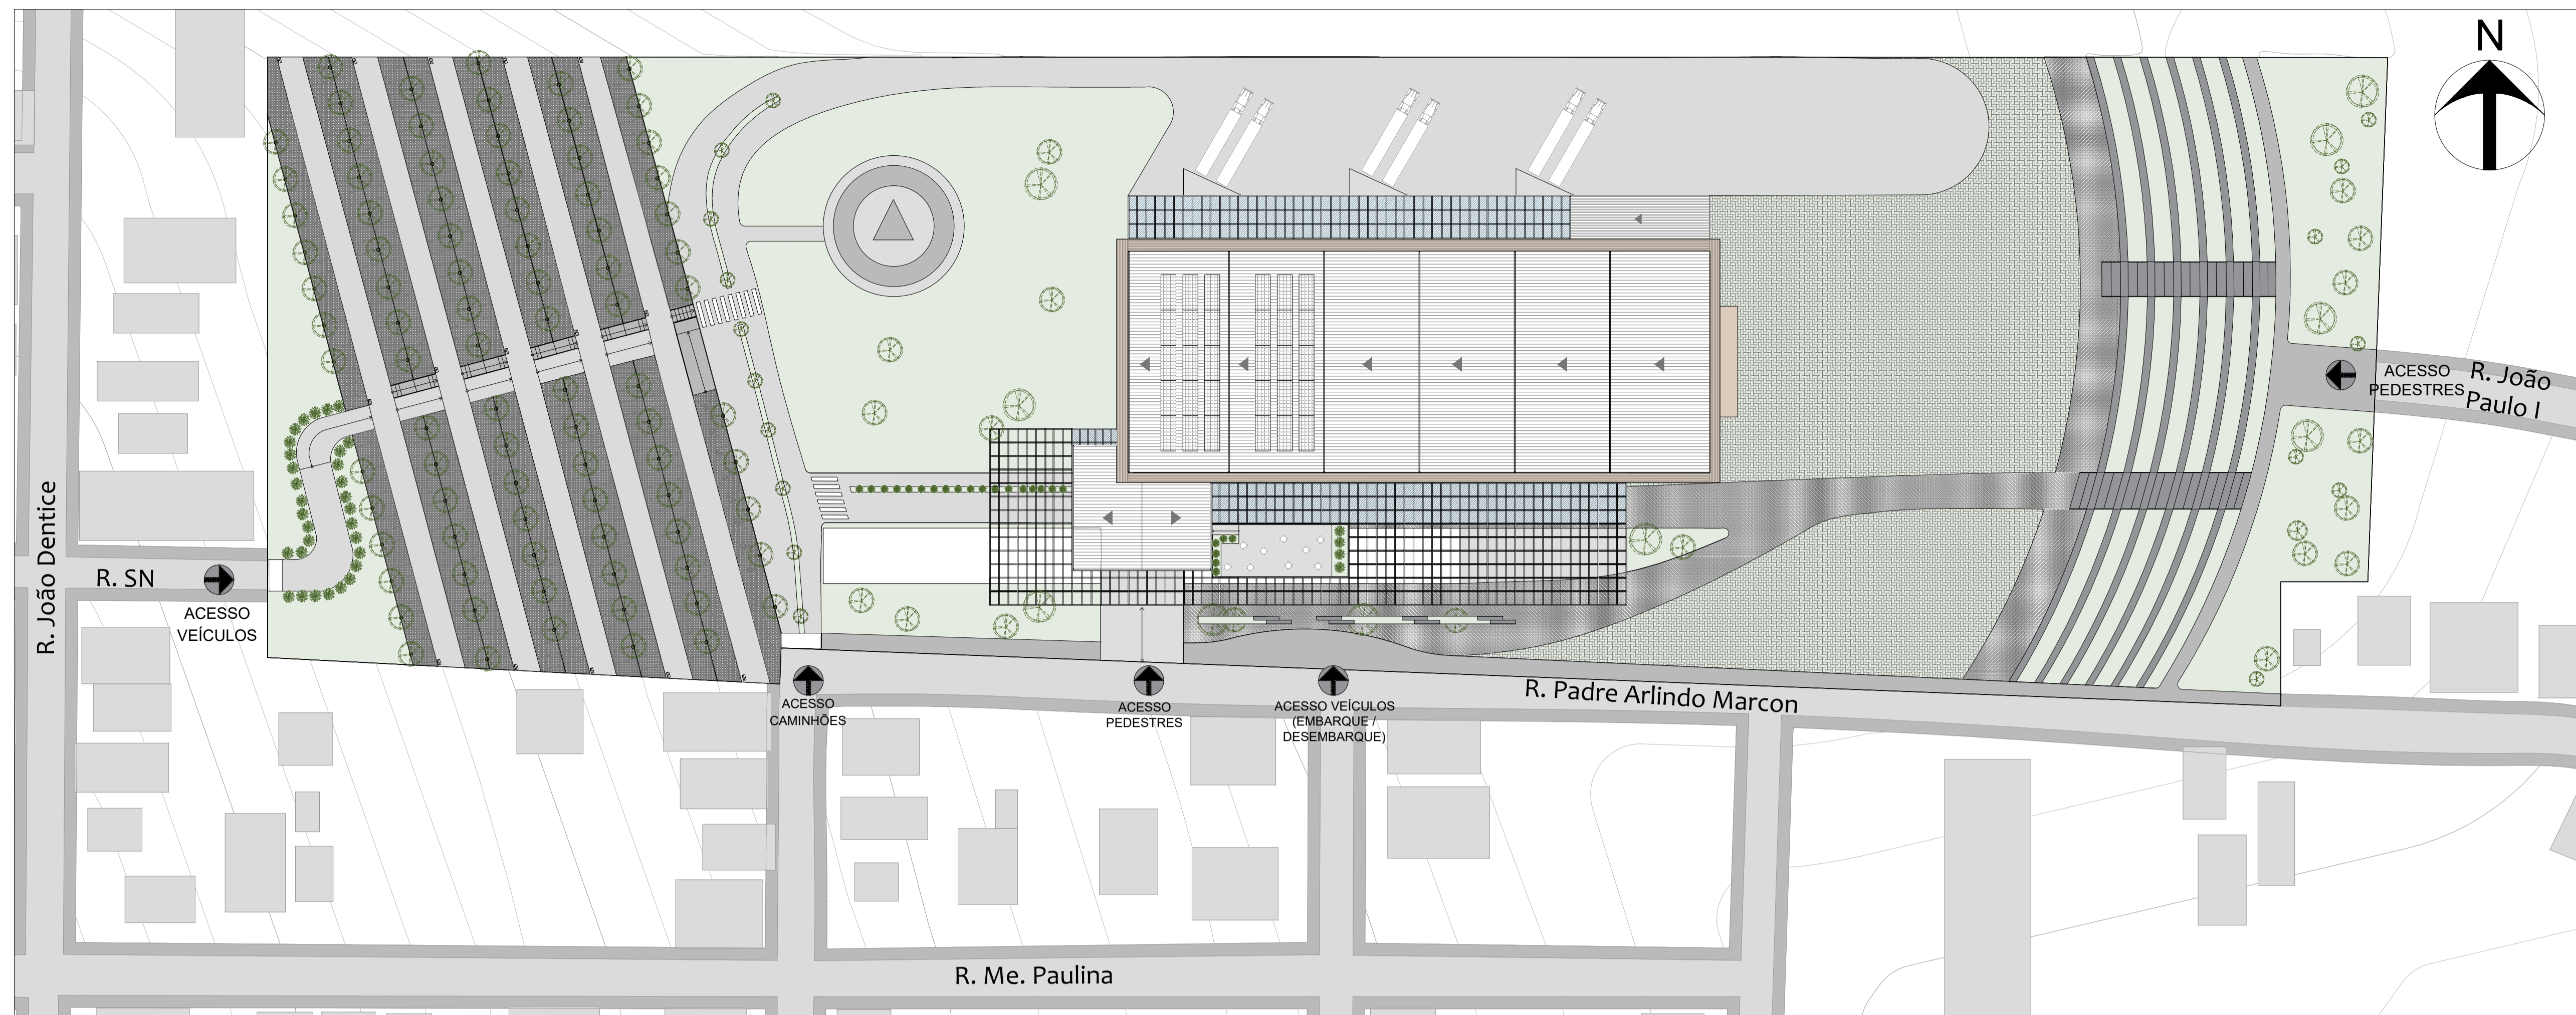 N
R. João
Paulo I
ACESSO
PEDESTRES
R. João Dentice
R. SN
ACESSO
VEÍCULOS
ACESSO
CAMINHÕES
ACESSO
PEDESTRES
ACESSO VEÍCULOS
(EMBARQUE /
DESEMBARQUE)
R. Padre Arlindo Marcon
R. Me. Paulina